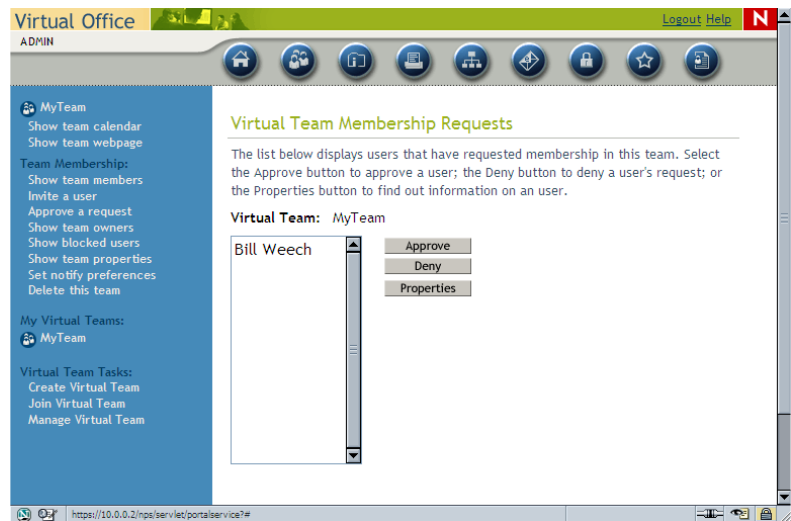 Virtual Office
Logout Help
N
ADMIN
MyTeam
Show team calendar
Show team webpage
Team Membership:
Show team members
Invite a user
Approve a request
Show team owners
Show blocked users
Show team properties
Set notify preferences
Delete this team
My Virtual Teams:
MyTeam
Virtual Team Tasks:
Create Virtual Team
Join Virtual Team
Manage Virtual Team
Virtual Team Membership Requests
The list below displays users that have requested membership in this team. Select
the Approve button to approve a user; the Deny button to deny a user's request; or
the Properties button to find out information on an user.
Virtual Team: MyTeam
Bill Weech
Approve
Deny
Properties
https://10.0.0.2/nps/servlet/portalservice?#